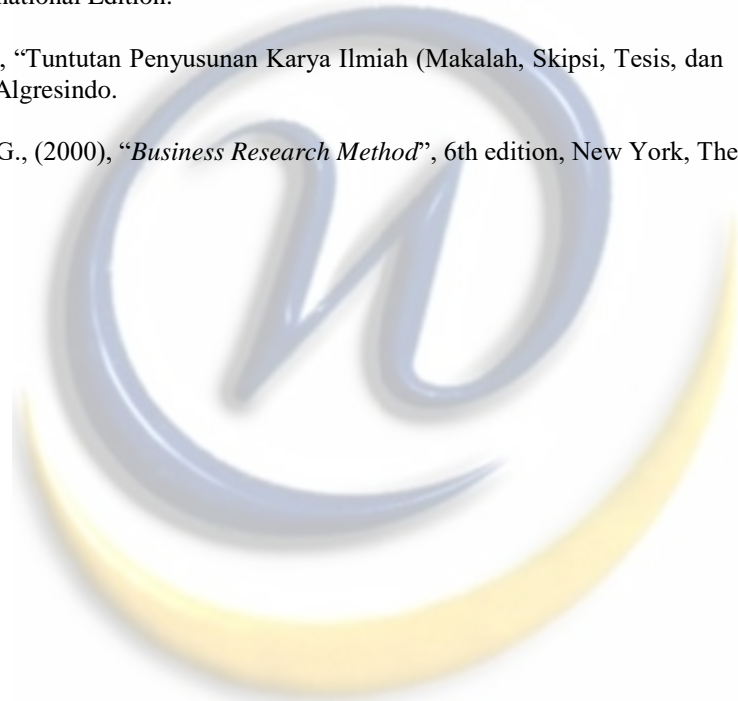 national Edition.
, “Tuntutan Penyusunan Karya Ilmiah (Makalah, Skipsi, Tesis, dan
Algresindo.
G., (2000), “Business Research Method”, 6th edition, New York, The